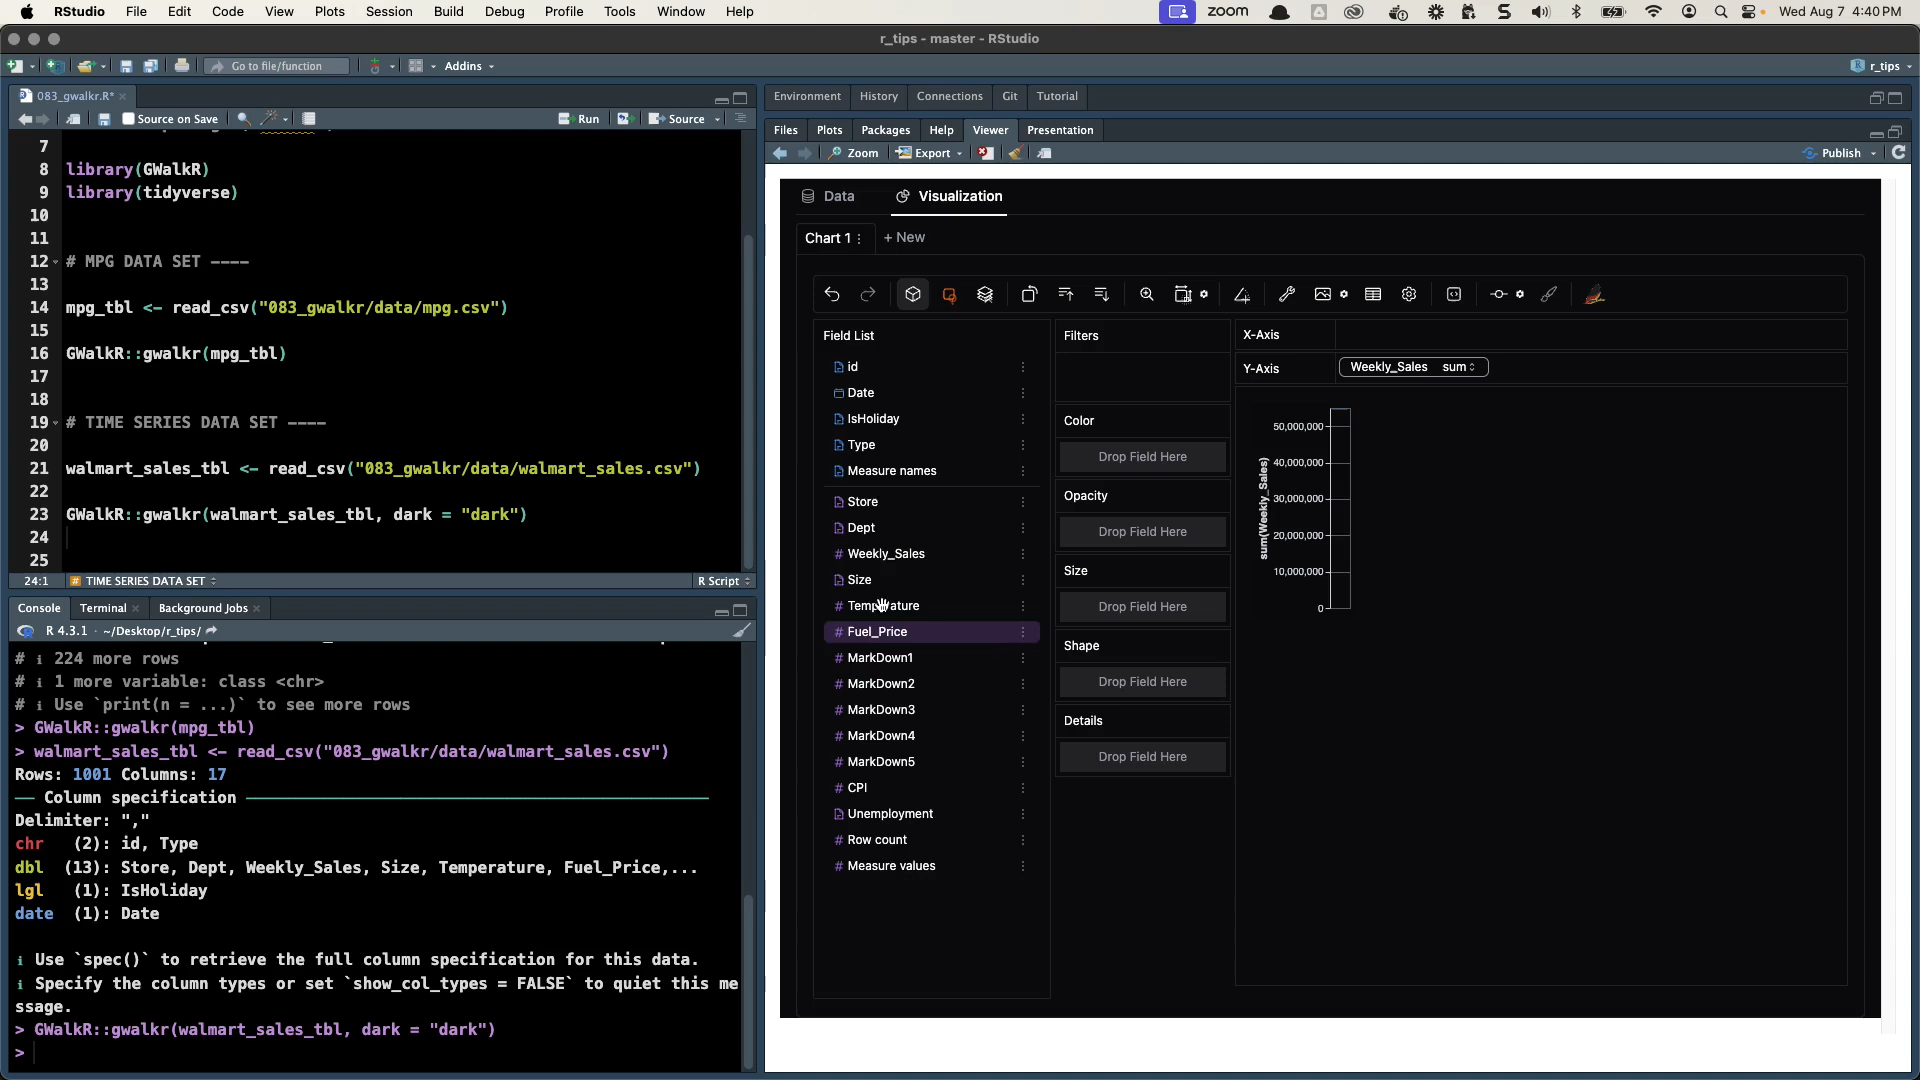 RStudio File Edit Code View Plots Session Build Debug Profile Tools Window Help
zoom Wed Aug 7 4:40 PM
r_tips - master - RStudio
Go to file/function
Addins
r_tips
083_gwalkr.R*
Source on Save
Run
Source
7
8 library(GWalkR)
9 library(tidyverse)
10
11
12 # MPG DATA SET ----
13
14 mpg_tbl <- read_csv("083_gwalkr/data/mpg.csv")
15
16 GWalkR::gwalkr(mpg_tbl)
17
18
19 # TIME SERIES DATA SET ----
20
21 walmart_sales_tbl <- read_csv("083_gwalkr/data/walmart_sales.csv")
22
23 GWalkR::gwalkr(walmart_sales_tbl, dark = "dark")
24
25
24:1 # TIME SERIES DATA SET
R Script
Console Terminal Background Jobs
R 4.3.1 · ~/Desktop/r_tips/
# ℹ 224 more rows
# ℹ 1 more variable: class <chr>
# ℹ Use `print(n = ...)` to see more rows
> GWalkR::gwalkr(mpg_tbl)
> walmart_sales_tbl <- read_csv("083_gwalkr/data/walmart_sales.csv")
Rows: 1001 Columns: 17
── Column specification ──────────
Delimiter: ","
chr (2): id, Type
dbl (13): Store, Dept, Weekly_Sales, Size, Temperature, Fuel_Price,...
lgl (1): IsHoliday
date (1): Date
ℹ Use `spec()` to retrieve the full column specification for this data.
ℹ Specify the column types or set `show_col_types = FALSE` to quiet this me
ssage.
> GWalkR::gwalkr(walmart_sales_tbl, dark = "dark")
>
Environment History Connections Git Tutorial
Files Plots Packages Help Viewer Presentation
Zoom Export
Publish
Data Visualization
Chart 1 + New
Field List
id
Date
IsHoliday
Type
Measure names
Store
Dept
# Weekly_Sales
Size
# Temperature
# Fuel_Price
# MarkDown1
# MarkDown2
# MarkDown3
# MarkDown4
# MarkDown5
# CPI
Unemployment
# Row count
# Measure values
Filters
Color
Drop Field Here
Opacity
Drop Field Here
Size
Drop Field Here
Shape
Drop Field Here
Details
Drop Field Here
X-Axis
Y-Axis Weekly_Sales sum
sum(Weekly_Sales)
50,000,000
40,000,000
30,000,000
20,000,000
10,000,000
0